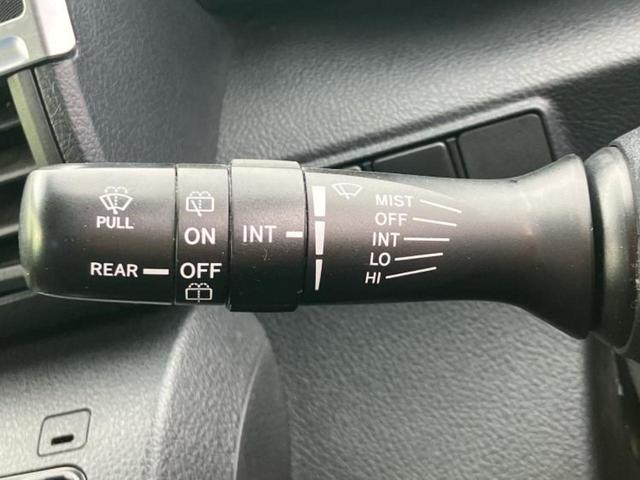 PULL
REAR
ON
OFF
INT
MIST
OFF
INT
LO
HI